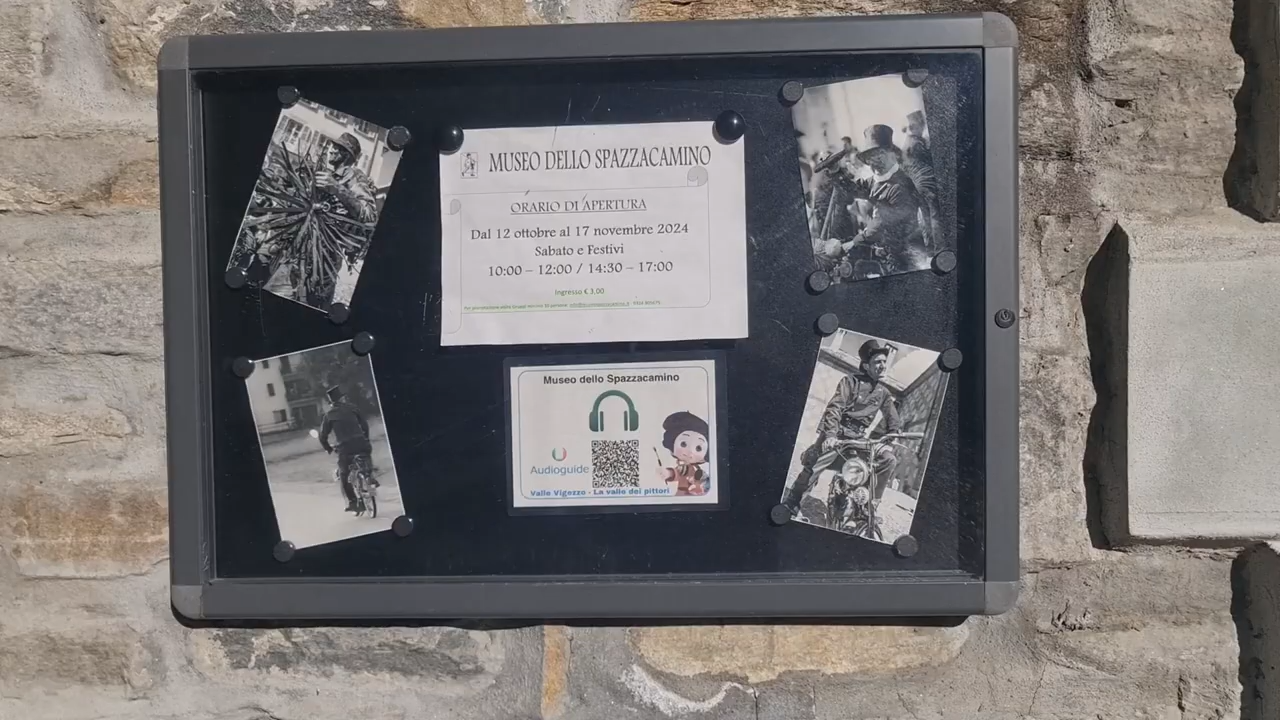 MUSEO DELLO SPAZZACAMINO
ORARIO DI APERTURA
Dal 12 ottobre al 17 novembre 2024
Sabato e Festivi
10:00 – 12:00 / 14:30 – 17:00
Ingresso € 3,00
Museo dello Spazzacamino
Audioguide
Valle Vigezzo - La valle dei pittori